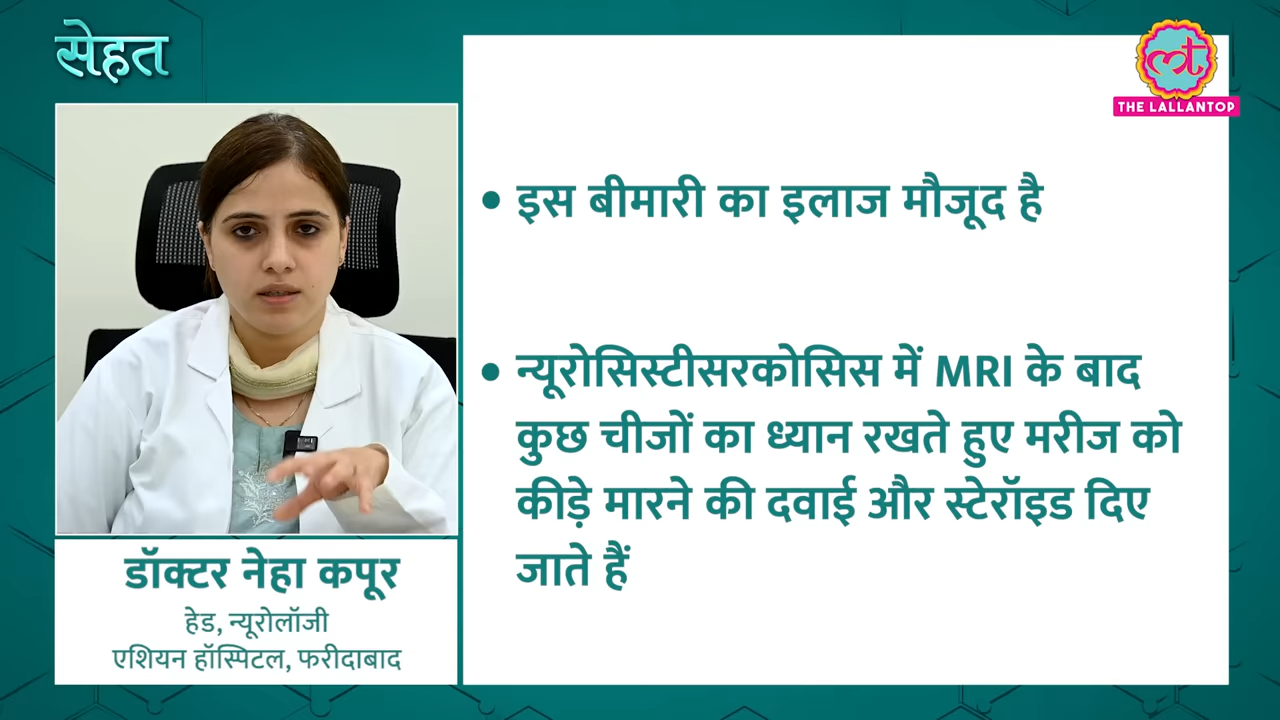 सेहत
THE LALLANTOP
• इस बीमारी का इलाज मौजूद है
• न्यूरोसिस्टीसरकोसिस में MRI के बाद
कुछ चीजों का ध्यान रखते हुए मरीज को
कीड़े मारने की दवाई और स्टेरॉइड दिए
जाते हैं
डॉक्टर नेहा कपूर
हेड, न्यूरोलॉजी
एशियन हॉस्पिटल, फरीदाबाद